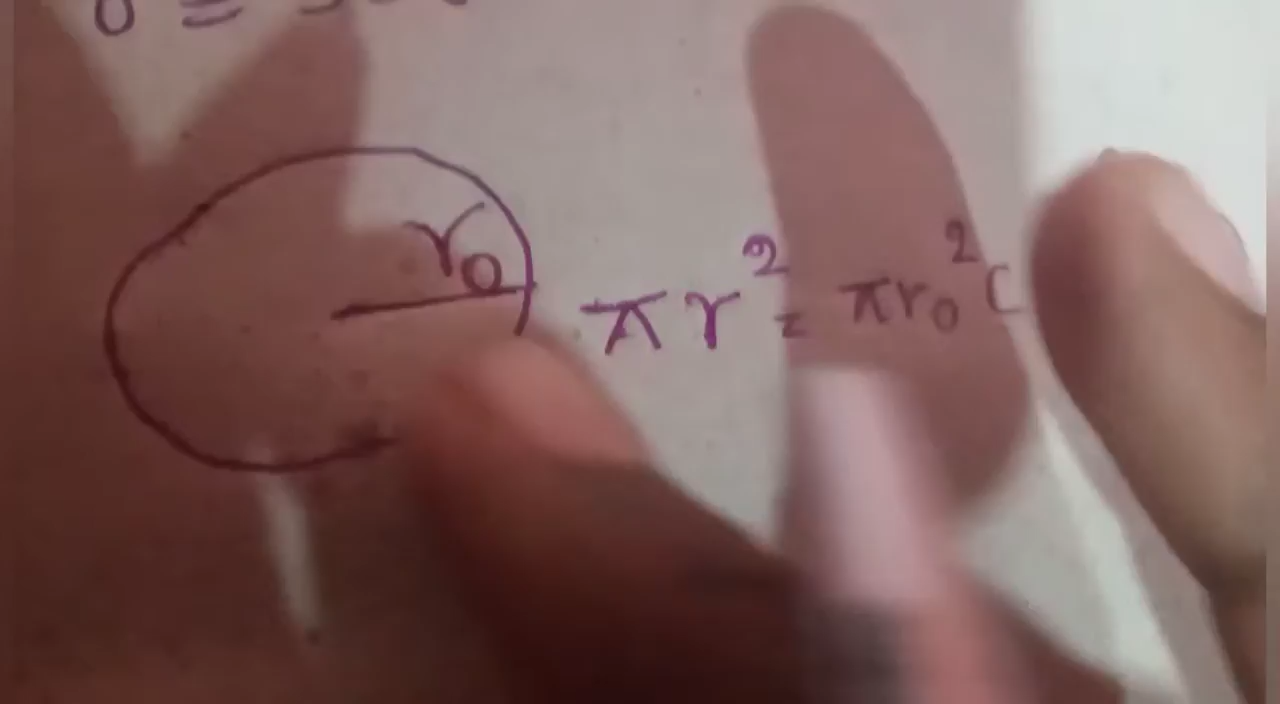 r₀
πr² = πr₀² (